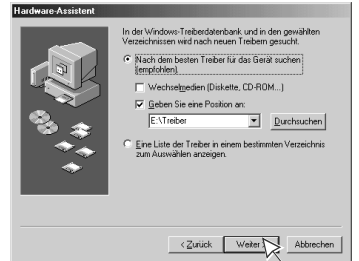 Hardware-Assistent
In der Windows-Treiberdatenbank und in den gewählten
Verzeichnissen wird nach neuen Treibern gesucht.
Nach dem besten Treiber für das Gerät suchen
(empfohlen).
Wechselmedien (Diskette, CD-ROM...)
Geben Sie eine Position an:
E:\Treiber
Durchsuchen
Eine Liste der Treiber in einem bestimmten Verzeichnis
zum Auswählen anzeigen.
< Zurück Weiter > Abbrechen